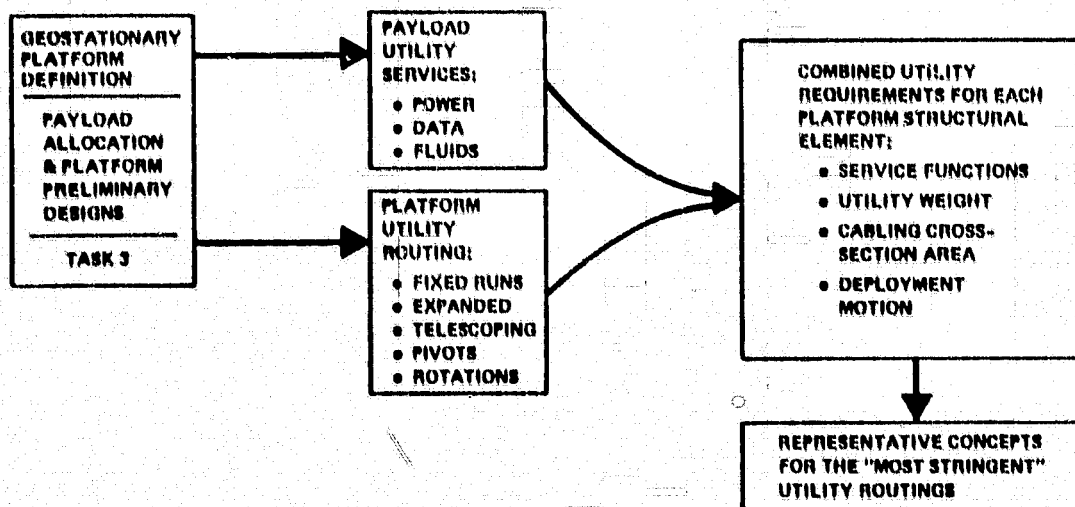 GEOSTATIONARY
PLATFORM
DEFINITION
PAYLOAD
ALLOCATION
& PLATFORM
PRELIMINARY
DESIGNS
TASK 3
PAYLOAD
UTILITY
SERVICES:
• POWER
• DATA
• FLUIDS
PLATFORM
UTILITY
ROUTING:
• FIXED RUNS
• EXPANDED
• TELESCOPING
• PIVOTS
• ROTATIONS
COMBINED UTILITY
REQUIREMENTS FOR EACH
PLATFORM STRUCTURAL
ELEMENT:
• SERVICE FUNCTIONS
• UTILITY WEIGHT
• CABLING CROSS-
SECTION AREA
• DEPLOYMENT
MOTION
REPRESENTATIVE CONCEPTS
FOR THE "MOST STRINGENT"
UTILITY ROUTINGS